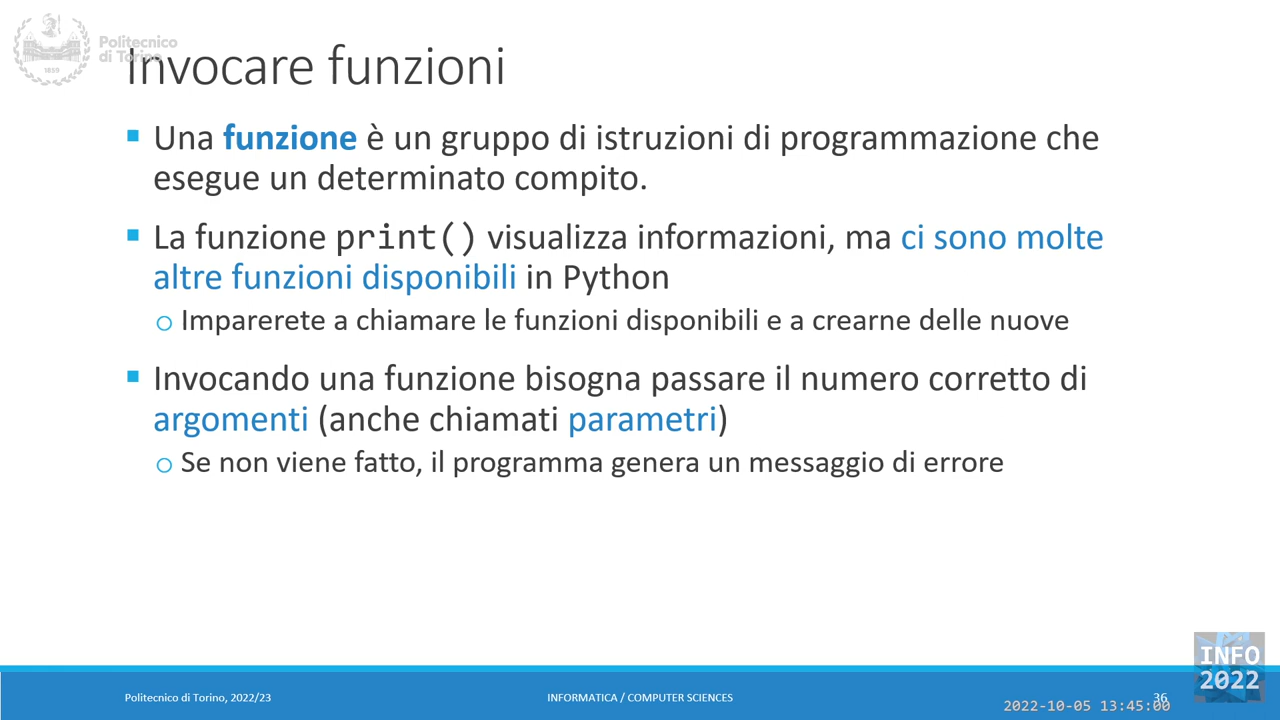 Politecnico
di Torino
1859
Invocare funzioni
Una funzione è un gruppo di istruzioni di programmazione che
esegue un determinato compito.
La funzione print() visualizza informazioni, ma ci sono molte
altre funzioni disponibili in Python
Imparerete a chiamare le funzioni disponibili e a crearne delle nuove
Invocando una funzione bisogna passare il numero corretto di
argomenti (anche chiamati parametri)
Se non viene fatto, il programma genera un messaggio di errore
Politecnico di Torino, 2022/23
INFORMATICA / COMPUTER SCIENCES
36
2022-10-05 13:45:00
INFO
2022